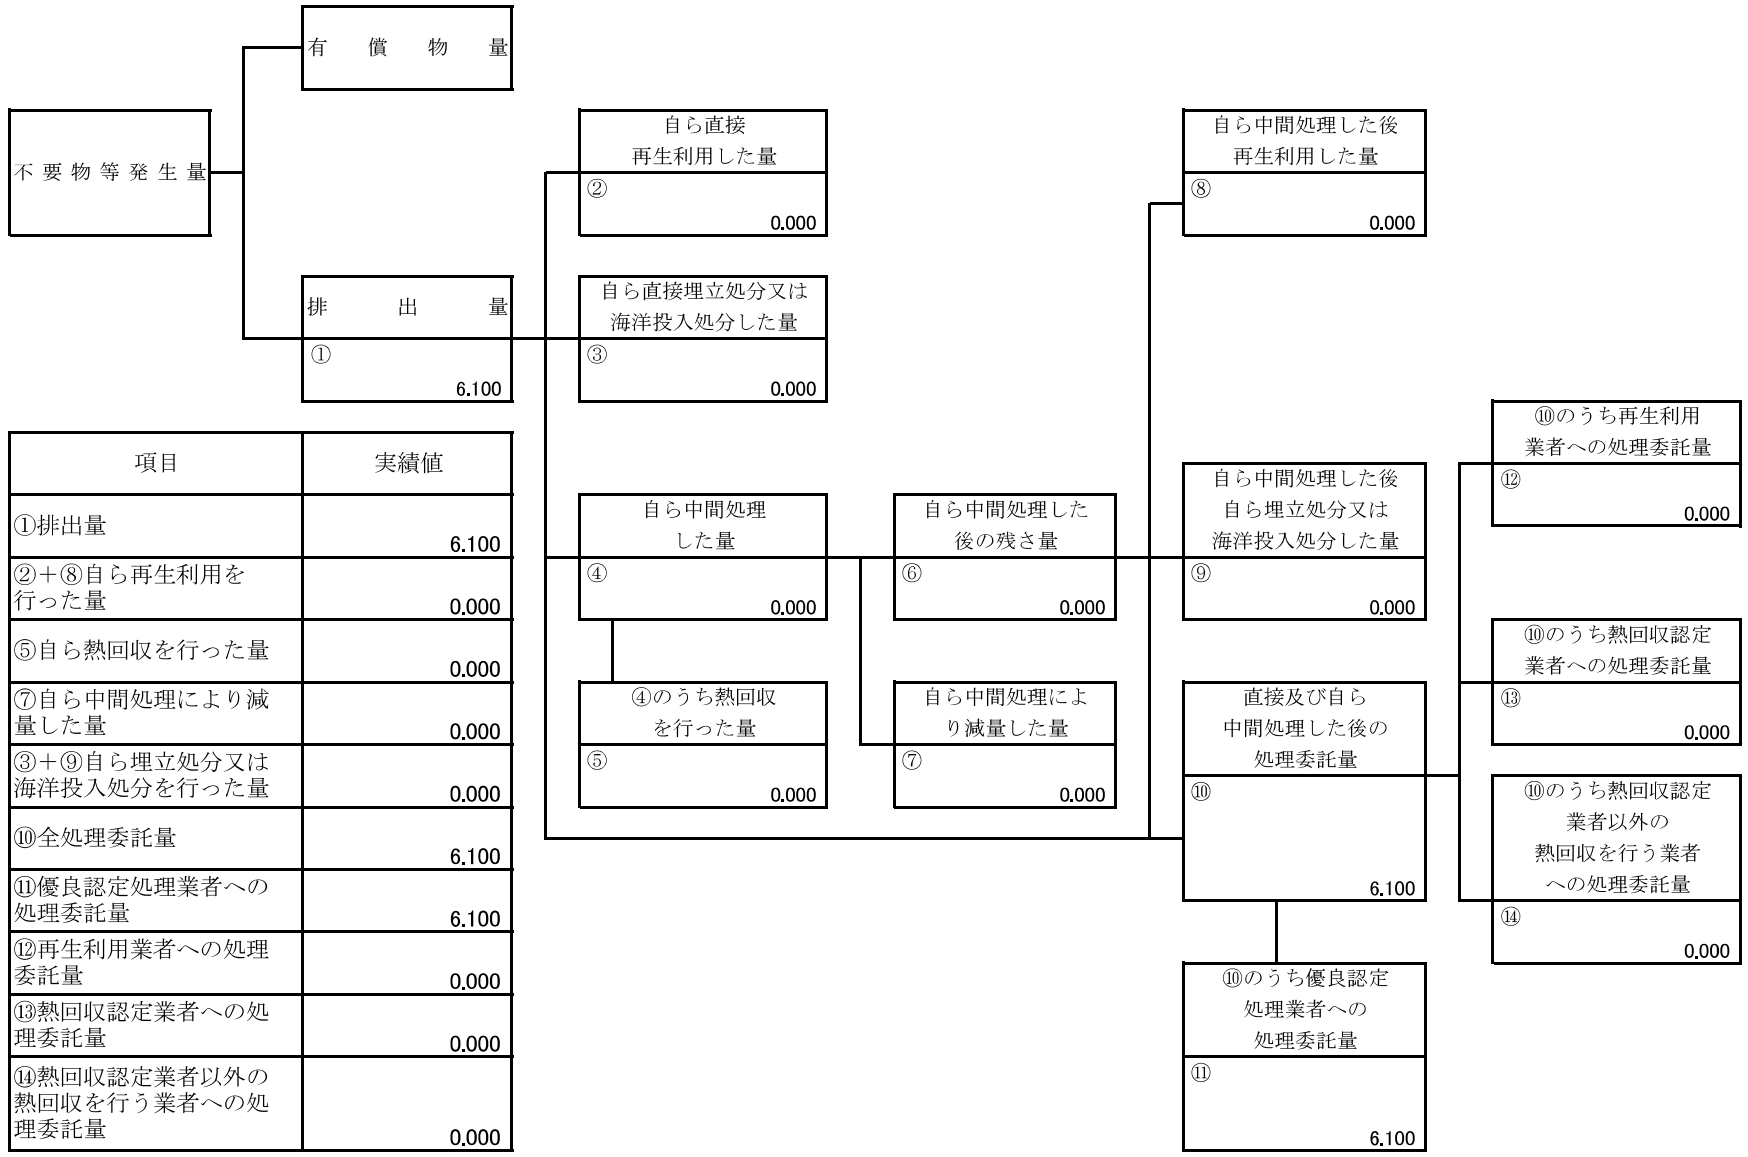 有償物量
不要物等発生量
排出量
①
6.100
自ら直接
再生利用した量
②
0.000
自ら直接埋立処分又は
海洋投入処分した量
③
0.000
自ら中間処理
した量
④
0.000
④のうち熱回収
を行った量
⑤
0.000
自ら中間処理した
後の残さ量
⑥
0.000
自ら中間処理によ
り減量した量
⑦
0.000
自ら中間処理した後
再生利用した量
⑧
0.000
自ら中間処理した後
自ら埋立処分又は
海洋投入処分した量
⑨
0.000
直接及び自ら
中間処理した後の
処理委託量
⑩
6.100
⑩のうち優良認定
処理業者への
処理委託量
⑪
6.100
⑩のうち再生利用
業者への処理委託量
⑫
0.000
⑩のうち熱回収認定
業者への処理委託量
⑬
0.000
⑩のうち熱回収認定
業者以外の
熱回収を行う業者
への処理委託量
⑭
0.000
項目 実績値
①排出量
6.100
②+⑧自ら再生利用を
行った量
0.000
⑤自ら熱回収を行った量
0.000
⑦自ら中間処理により減
量した量
0.000
③+⑨自ら埋立処分又は
海洋投入処分を行った量
0.000
⑩全処理委託量
6.100
⑪優良認定処理業者への
処理委託量
6.100
⑫再生利用業者への処理
委託量
0.000
⑬熱回収認定業者への処
理委託量
0.000
⑭熱回収認定業者以外の
熱回収を行う業者への処
理委託量
0.000